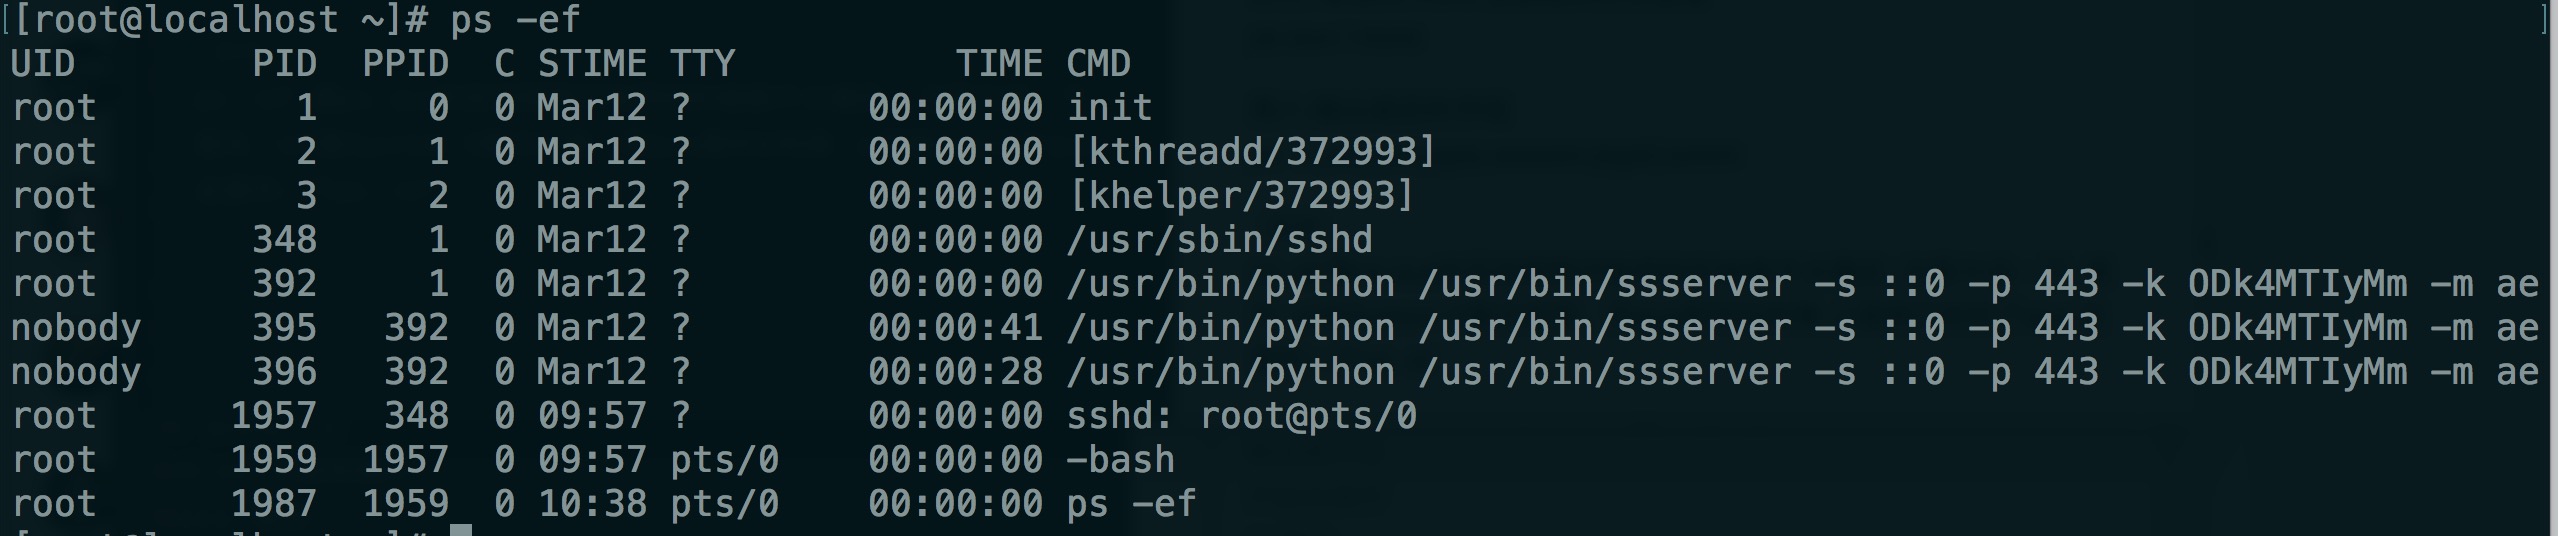 [[root@localhost ~]# ps -ef ]
UID        PID  PPID  C STIME TTY          TIME CMD
root         1     0  0 Mar12 ?        00:00:00 init
root         2     1  0 Mar12 ?        00:00:00 [kthreadd/372993]
root         3     2  0 Mar12 ?        00:00:00 [khelper/372993]
root       348     1  0 Mar12 ?        00:00:00 /usr/sbin/sshd
root       392     1  0 Mar12 ?        00:00:00 /usr/bin/python /usr/bin/ssserver -s ::0 -p 443 -k ODk4MTIyMm -m ae
nobody     395   392  0 Mar12 ?        00:00:41 /usr/bin/python /usr/bin/ssserver -s ::0 -p 443 -k ODk4MTIyMm -m ae
nobody     396   392  0 Mar12 ?        00:00:28 /usr/bin/python /usr/bin/ssserver -s ::0 -p 443 -k ODk4MTIyMm -m ae
root      1957   348  0 09:57 ?        00:00:00 sshd: root@pts/0
root      1959  1957  0 09:57 pts/0    00:00:00 -bash
root      1987  1959  0 10:38 pts/0    00:00:00 ps -ef
[root@localhost ~]#